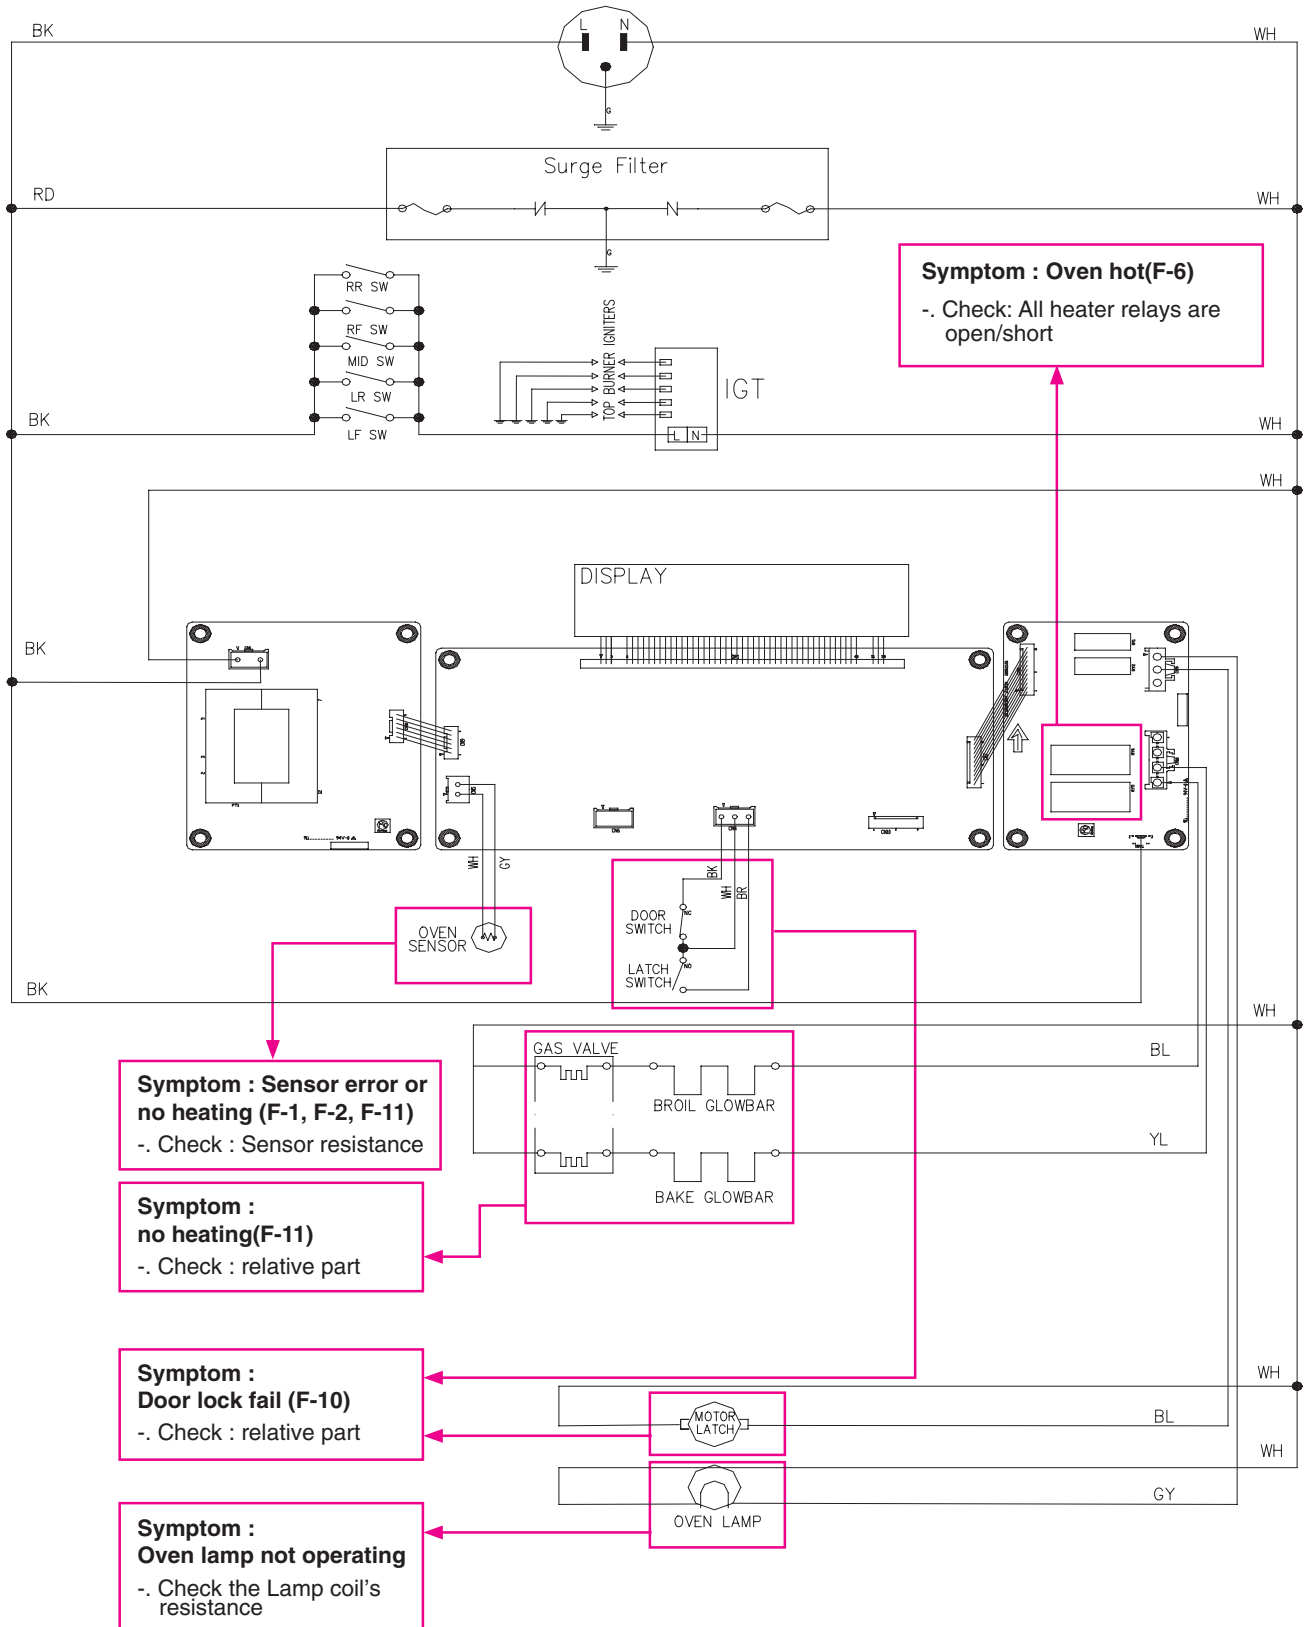 L N
BK
WH
G
Surge Filter
RD
WH
G
Symptom : Oven hot(F-6)
-. Check: All heater relays are
open/short
RR SW
RF SW
MID SW
LR SW
LF SW
TOP BURNER IGNITERS
IGT
L N
BK
WH
WH
DISPLAY
BK
WH
GY
BK
WH
BR
OVEN
SENSOR
DOOR
SWITCH
NC
LATCH
SWITCH
NO
BK
WH
GAS VALVE
BL
BROIL GLOWBAR
YL
BAKE GLOWBAR
Symptom : Sensor error or
no heating (F-1, F-2, F-11)
-. Check : Sensor resistance
Symptom :
no heating(F-11)
-. Check : relative part
Symptom :
Door lock fail (F-10)
-. Check : relative part
WH
MOTOR
LATCH
BL
WH
GY
OVEN LAMP
Symptom :
Oven lamp not operating
-. Check the Lamp coil's
resistance